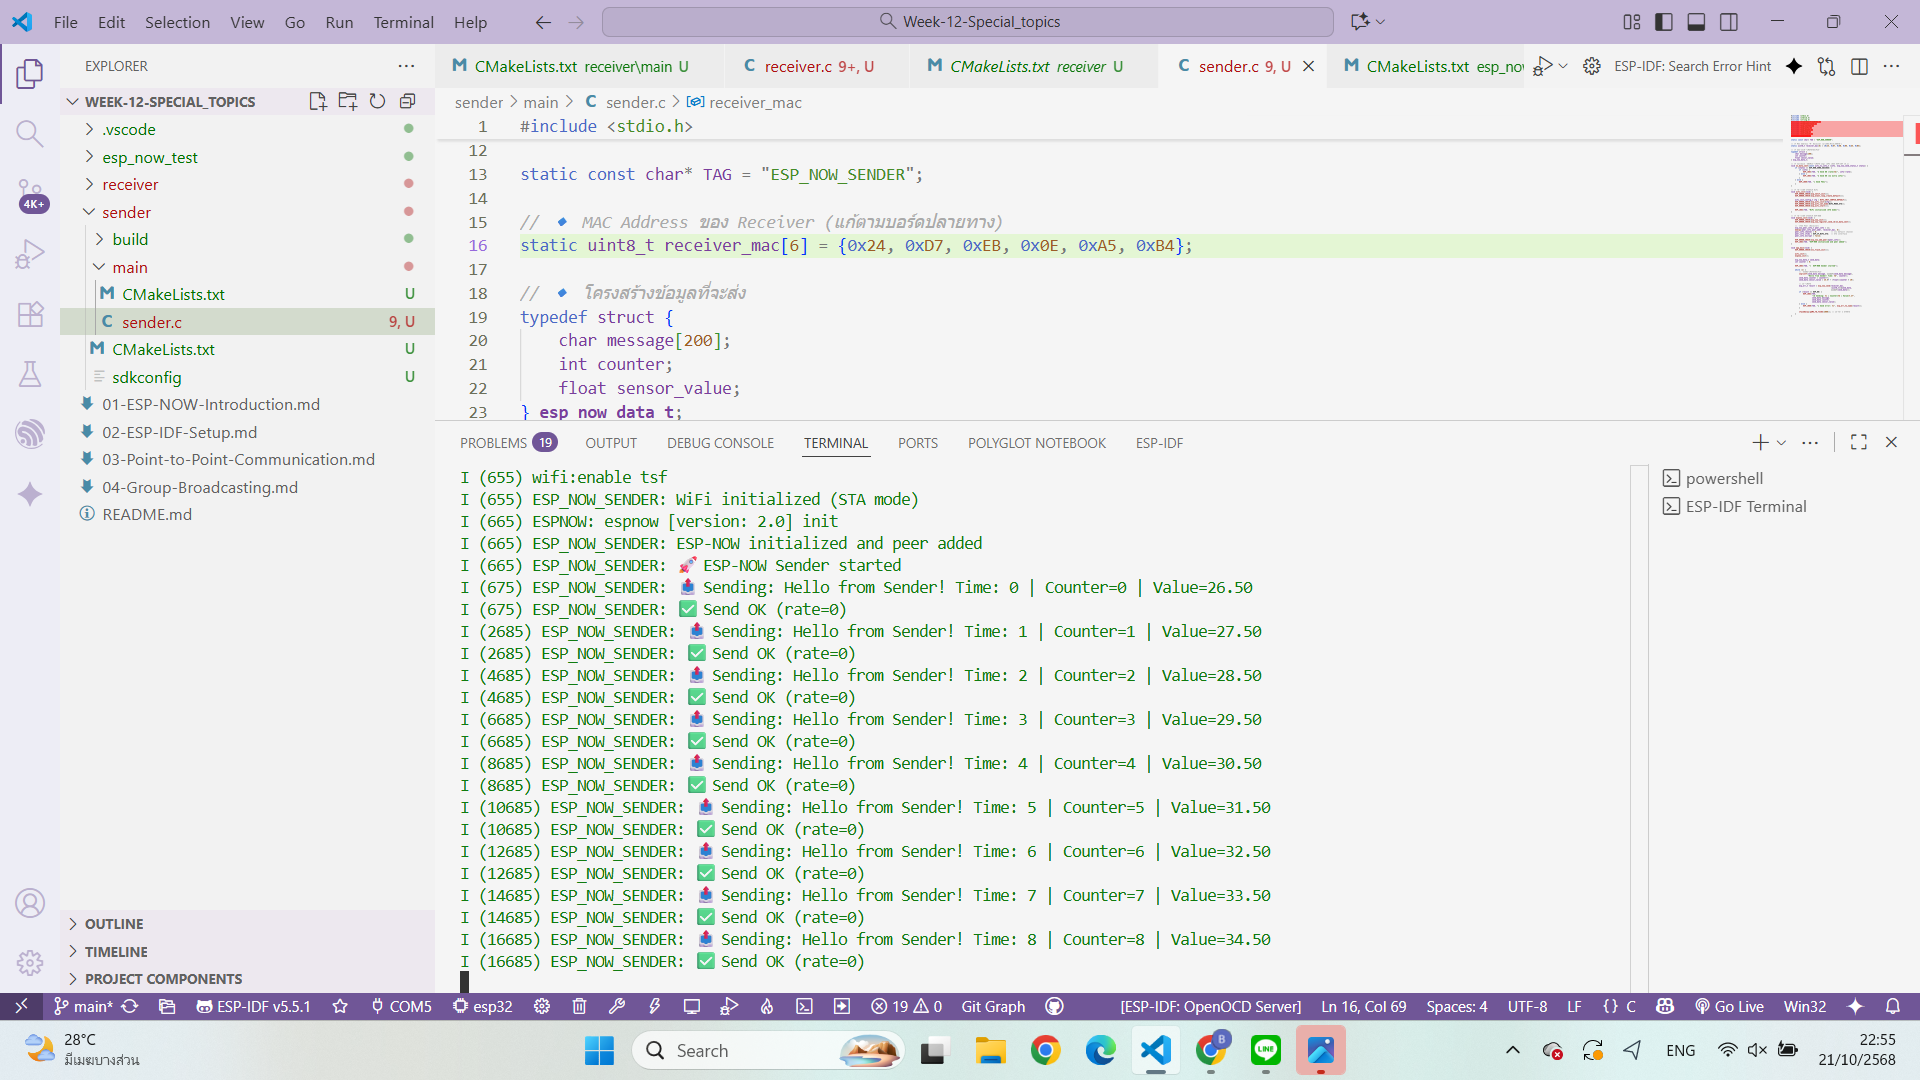 File Edit Selection View Go Run Terminal Help
Week-12-Special_topics
EXPLORER
WEEK-12-SPECIAL_TOPICS
.vscode
esp_now_test
receiver
sender
build
main
CMakeLists.txt U
sender.c 9, U
CMakeLists.txt U
sdkconfig U
01-ESP-NOW-Introduction.md
02-ESP-IDF-Setup.md
03-Point-to-Point-Communication.md
04-Group-Broadcasting.md
README.md
OUTLINE
TIMELINE
PROJECT COMPONENTS
4K+
CMakeLists.txt receiver\main U
receiver.c 9+, U
CMakeLists.txt receiver U
sender.c 9, U
CMakeLists.txt esp_nov
ESP-IDF: Search Error Hint
sender > main > C sender.c > receiver_mac
1 #include <stdio.h>
12
13 static const char* TAG = "ESP_NOW_SENDER";
14
15 // 🔹 MAC Address ของ Receiver (แก้ตามบอร์ดปลายทาง)
16 static uint8_t receiver_mac[6] = {0x24, 0xD7, 0xEB, 0x0E, 0xA5, 0xB4};
17
18 // 🔹 โครงสร้างข้อมูลที่จะส่ง
19 typedef struct {
20 char message[200];
21 int counter;
22 float sensor_value;
23 } esp_now_data_t;
PROBLEMS 19 OUTPUT DEBUG CONSOLE TERMINAL PORTS POLYGLOT NOTEBOOK ESP-IDF
I (655) wifi:enable tsf
I (655) ESP_NOW_SENDER: WiFi initialized (STA mode)
I (665) ESPNOW: espnow [version: 2.0] init
I (665) ESP_NOW_SENDER: ESP-NOW initialized and peer added
I (665) ESP_NOW_SENDER: 🚀 ESP-NOW Sender started
I (675) ESP_NOW_SENDER: 📤 Sending: Hello from Sender! Time: 0 | Counter=0 | Value=26.50
I (675) ESP_NOW_SENDER: ✅ Send OK (rate=0)
I (2685) ESP_NOW_SENDER: 📤 Sending: Hello from Sender! Time: 1 | Counter=1 | Value=27.50
I (2685) ESP_NOW_SENDER: ✅ Send OK (rate=0)
I (4685) ESP_NOW_SENDER: 📤 Sending: Hello from Sender! Time: 2 | Counter=2 | Value=28.50
I (4685) ESP_NOW_SENDER: ✅ Send OK (rate=0)
I (6685) ESP_NOW_SENDER: 📤 Sending: Hello from Sender! Time: 3 | Counter=3 | Value=29.50
I (6685) ESP_NOW_SENDER: ✅ Send OK (rate=0)
I (8685) ESP_NOW_SENDER: 📤 Sending: Hello from Sender! Time: 4 | Counter=4 | Value=30.50
I (8685) ESP_NOW_SENDER: ✅ Send OK (rate=0)
I (10685) ESP_NOW_SENDER: 📤 Sending: Hello from Sender! Time: 5 | Counter=5 | Value=31.50
I (10685) ESP_NOW_SENDER: ✅ Send OK (rate=0)
I (12685) ESP_NOW_SENDER: 📤 Sending: Hello from Sender! Time: 6 | Counter=6 | Value=32.50
I (12685) ESP_NOW_SENDER: ✅ Send OK (rate=0)
I (14685) ESP_NOW_SENDER: 📤 Sending: Hello from Sender! Time: 7 | Counter=7 | Value=33.50
I (14685) ESP_NOW_SENDER: ✅ Send OK (rate=0)
I (16685) ESP_NOW_SENDER: 📤 Sending: Hello from Sender! Time: 8 | Counter=8 | Value=34.50
I (16685) ESP_NOW_SENDER: ✅ Send OK (rate=0)
powershell
ESP-IDF Terminal
main* ESP-IDF v5.5.1 COM5 esp32 19 0 Git Graph [ESP-IDF: OpenOCD Server] Ln 16, Col 69 Spaces: 4 UTF-8 LF {} C Go Live Win32
28°C
มีเมฆบางส่วน
Search
B
LINE
ENG
22:55
21/10/2568